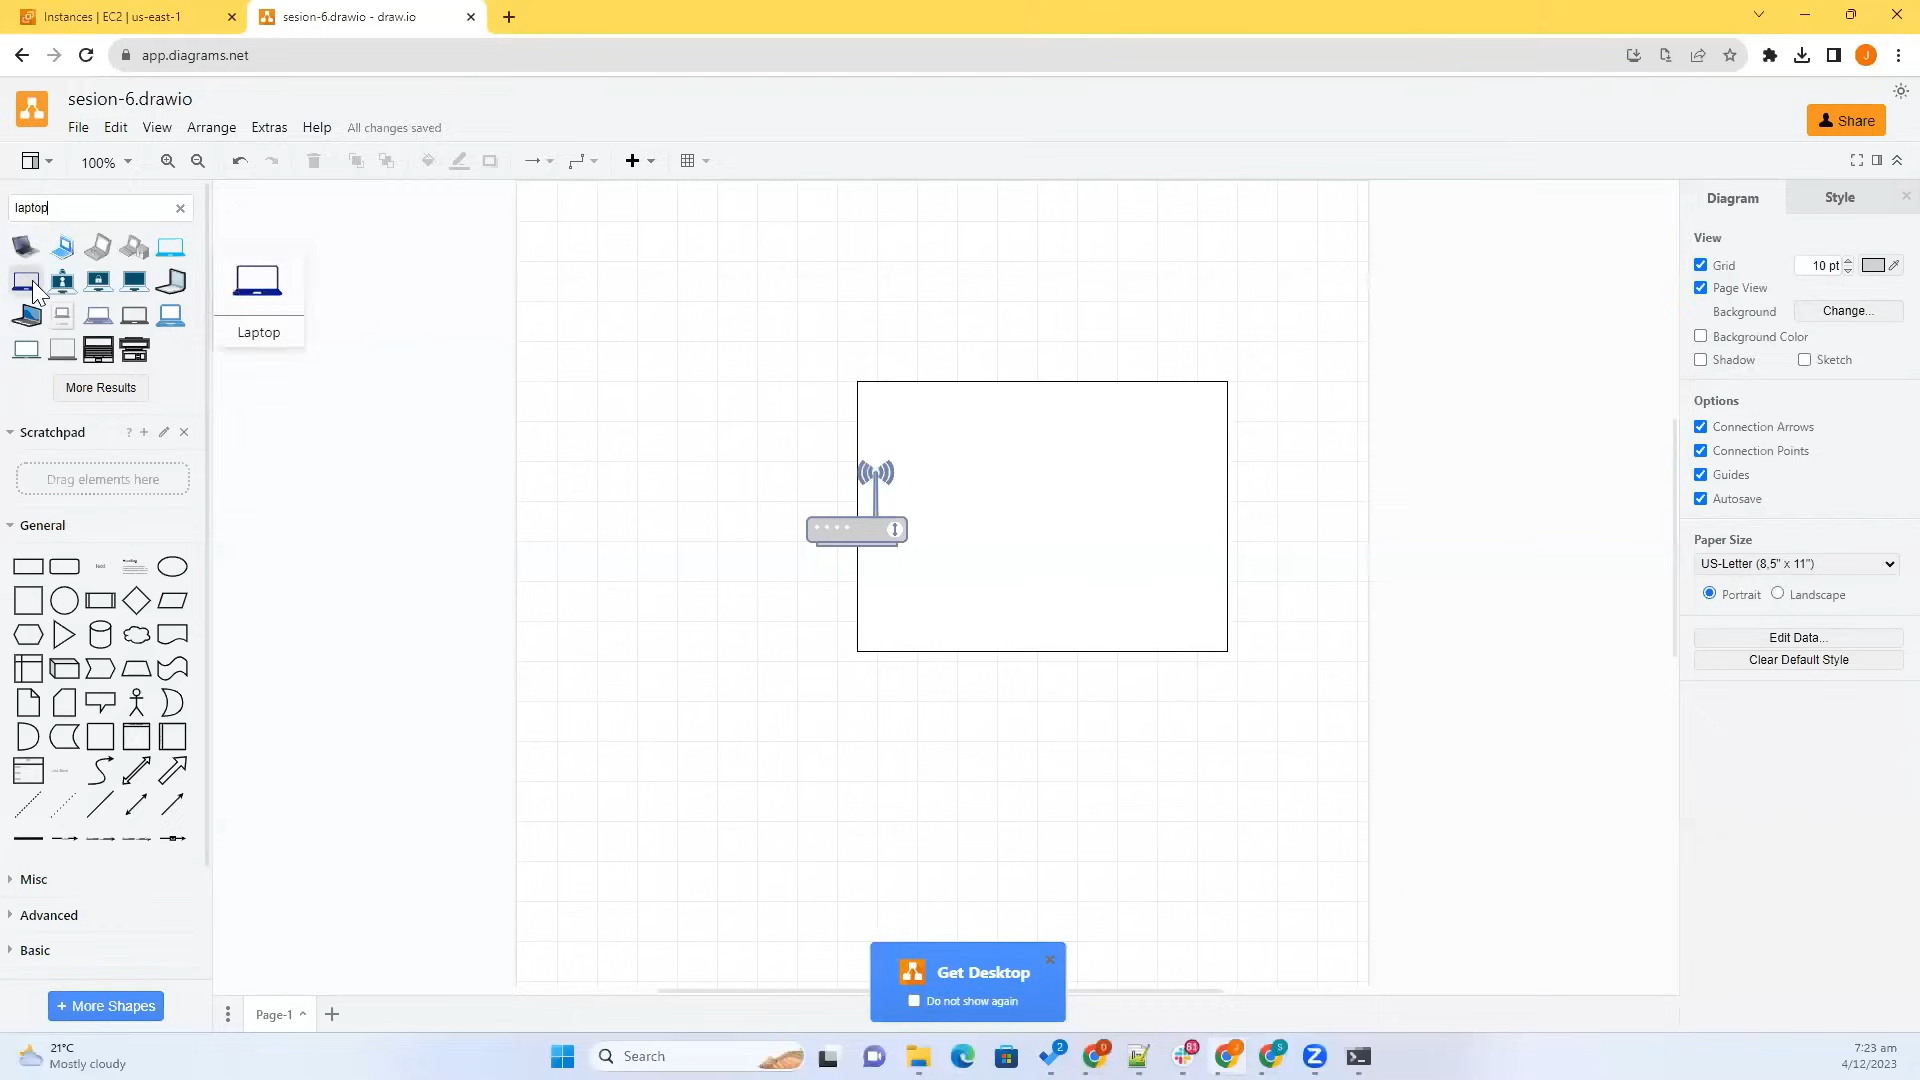 Instances | EC2 | us-east-1
sesion-6.drawio - draw.io
app.diagrams.net
J
sesion-6.drawio
File Edit View Arrange Extras Help All changes saved
Share
100%
laptop
Laptop
More Results
Scratchpad
?
Drag elements here
General
Text
Heading
Misc
Advanced
Basic
+ More Shapes
Page-1
Get Desktop
Do not show again
Diagram
Style
View
Grid
10 pt
Page View
Background
Change...
Background Color
Shadow
Sketch
Options
Connection Arrows
Connection Points
Guides
Autosave
Paper Size
US-Letter (8,5" x 11")
Portrait
Landscape
Edit Data...
Clear Default Style
21°C
Mostly cloudy
Search
2
81
7:23 am
4/12/2023